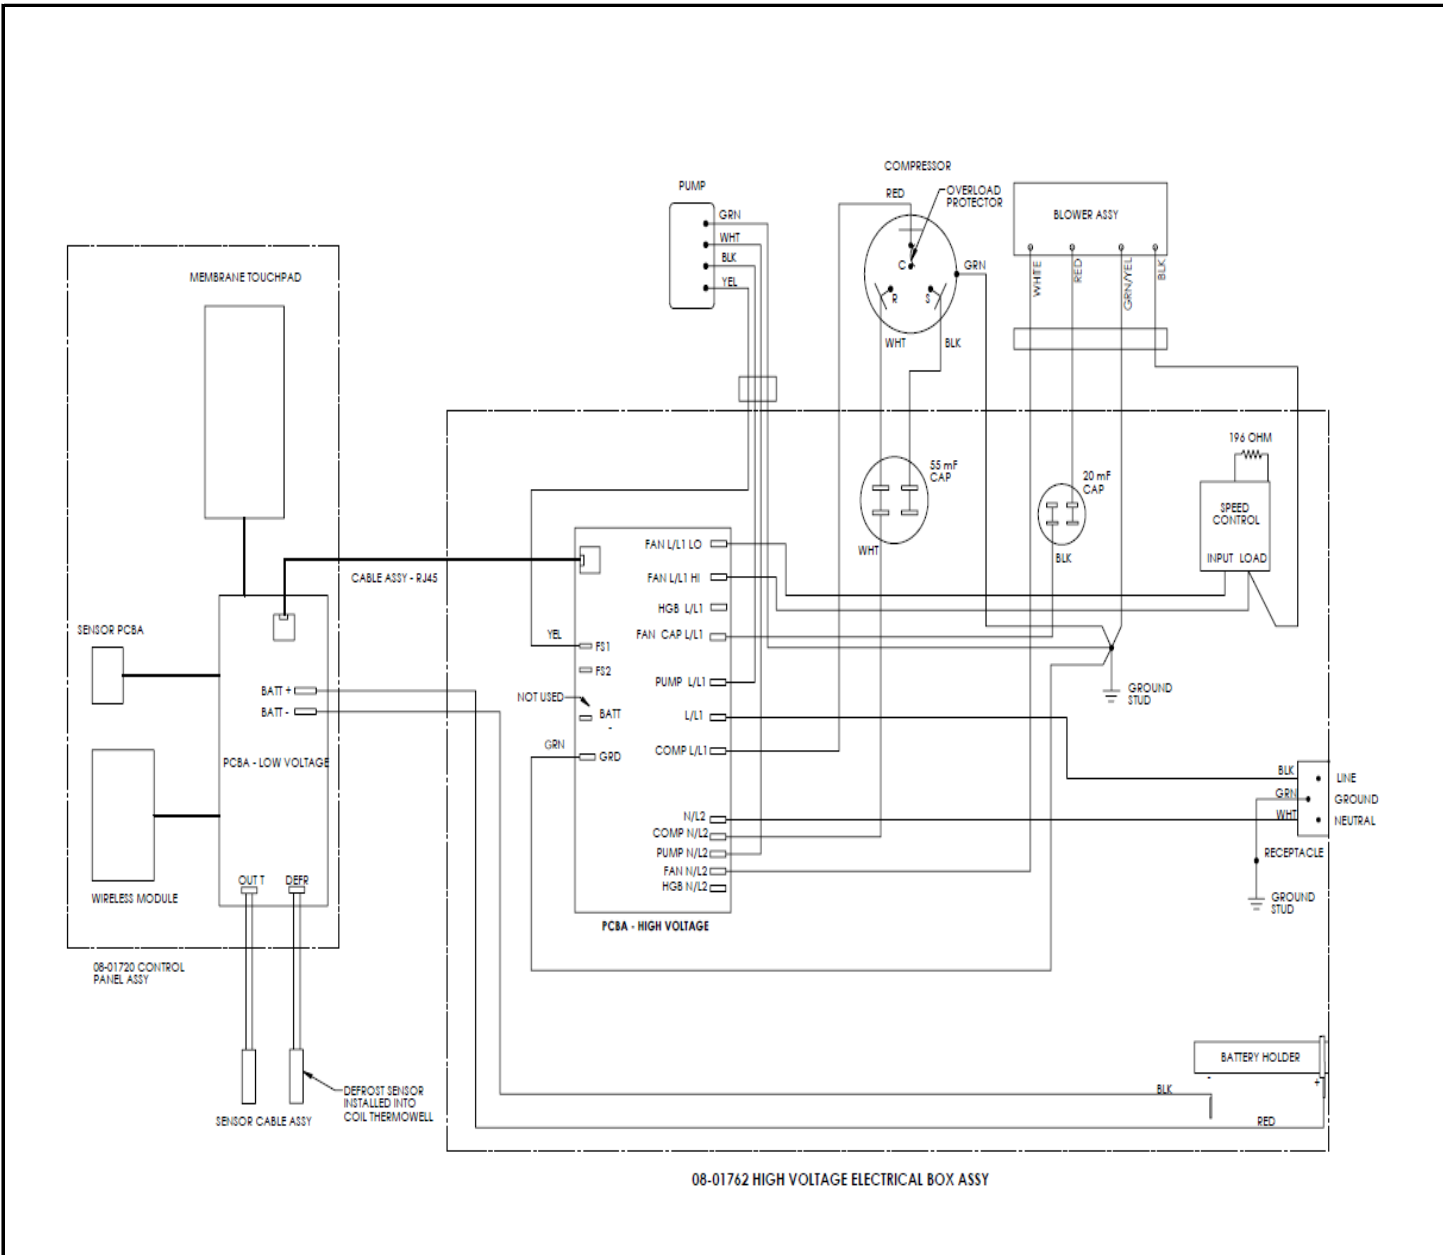 COMPRESSOR
PUMP
RED
OVERLOAD
PROTECTOR
BLOWER ASSY
GRN
WHT
BLK
YEL
C
GRN
R
S
WHT
BLK
WHITE
RED
GRN/YEL
BLK
MEMBRANE TOUCHPAD
196 OHM
55 mF
CAP
20 mF
CAP
SPEED
CONTROL
INPUT LOAD
WHT
BLK
CABLE ASSY - RJ45
FAN L/L1 LO
FAN L/L1 HI
HGB L/L1
FAN CAP L/L1
PUMP L/L1
L/L1
COMP L/L1
N/L2
COMP N/L2
PUMP N/L2
FAN N/L2
HGB N/L2
YEL
FS1
FS2
NOT USED
BATT
-
GRN
GRD
PCBA - HIGH VOLTAGE
SENSOR PCBA
BATT +
BATT -
PCBA - LOW VOLTAGE
WIRELESS MODULE
OUT T
DEFR
GROUND
STUD
BLK
LINE
GRN
GROUND
WHT
NEUTRAL
RECEPTACLE
GROUND
STUD
08-01720 CONTROL
PANEL ASSY
BATTERY HOLDER
-
+
BLK
RED
DEFROST SENSOR
INSTALLED INTO
COIL THERMOWELL
SENSOR CABLE ASSY
08-01762 HIGH VOLTAGE ELECTRICAL BOX ASSY